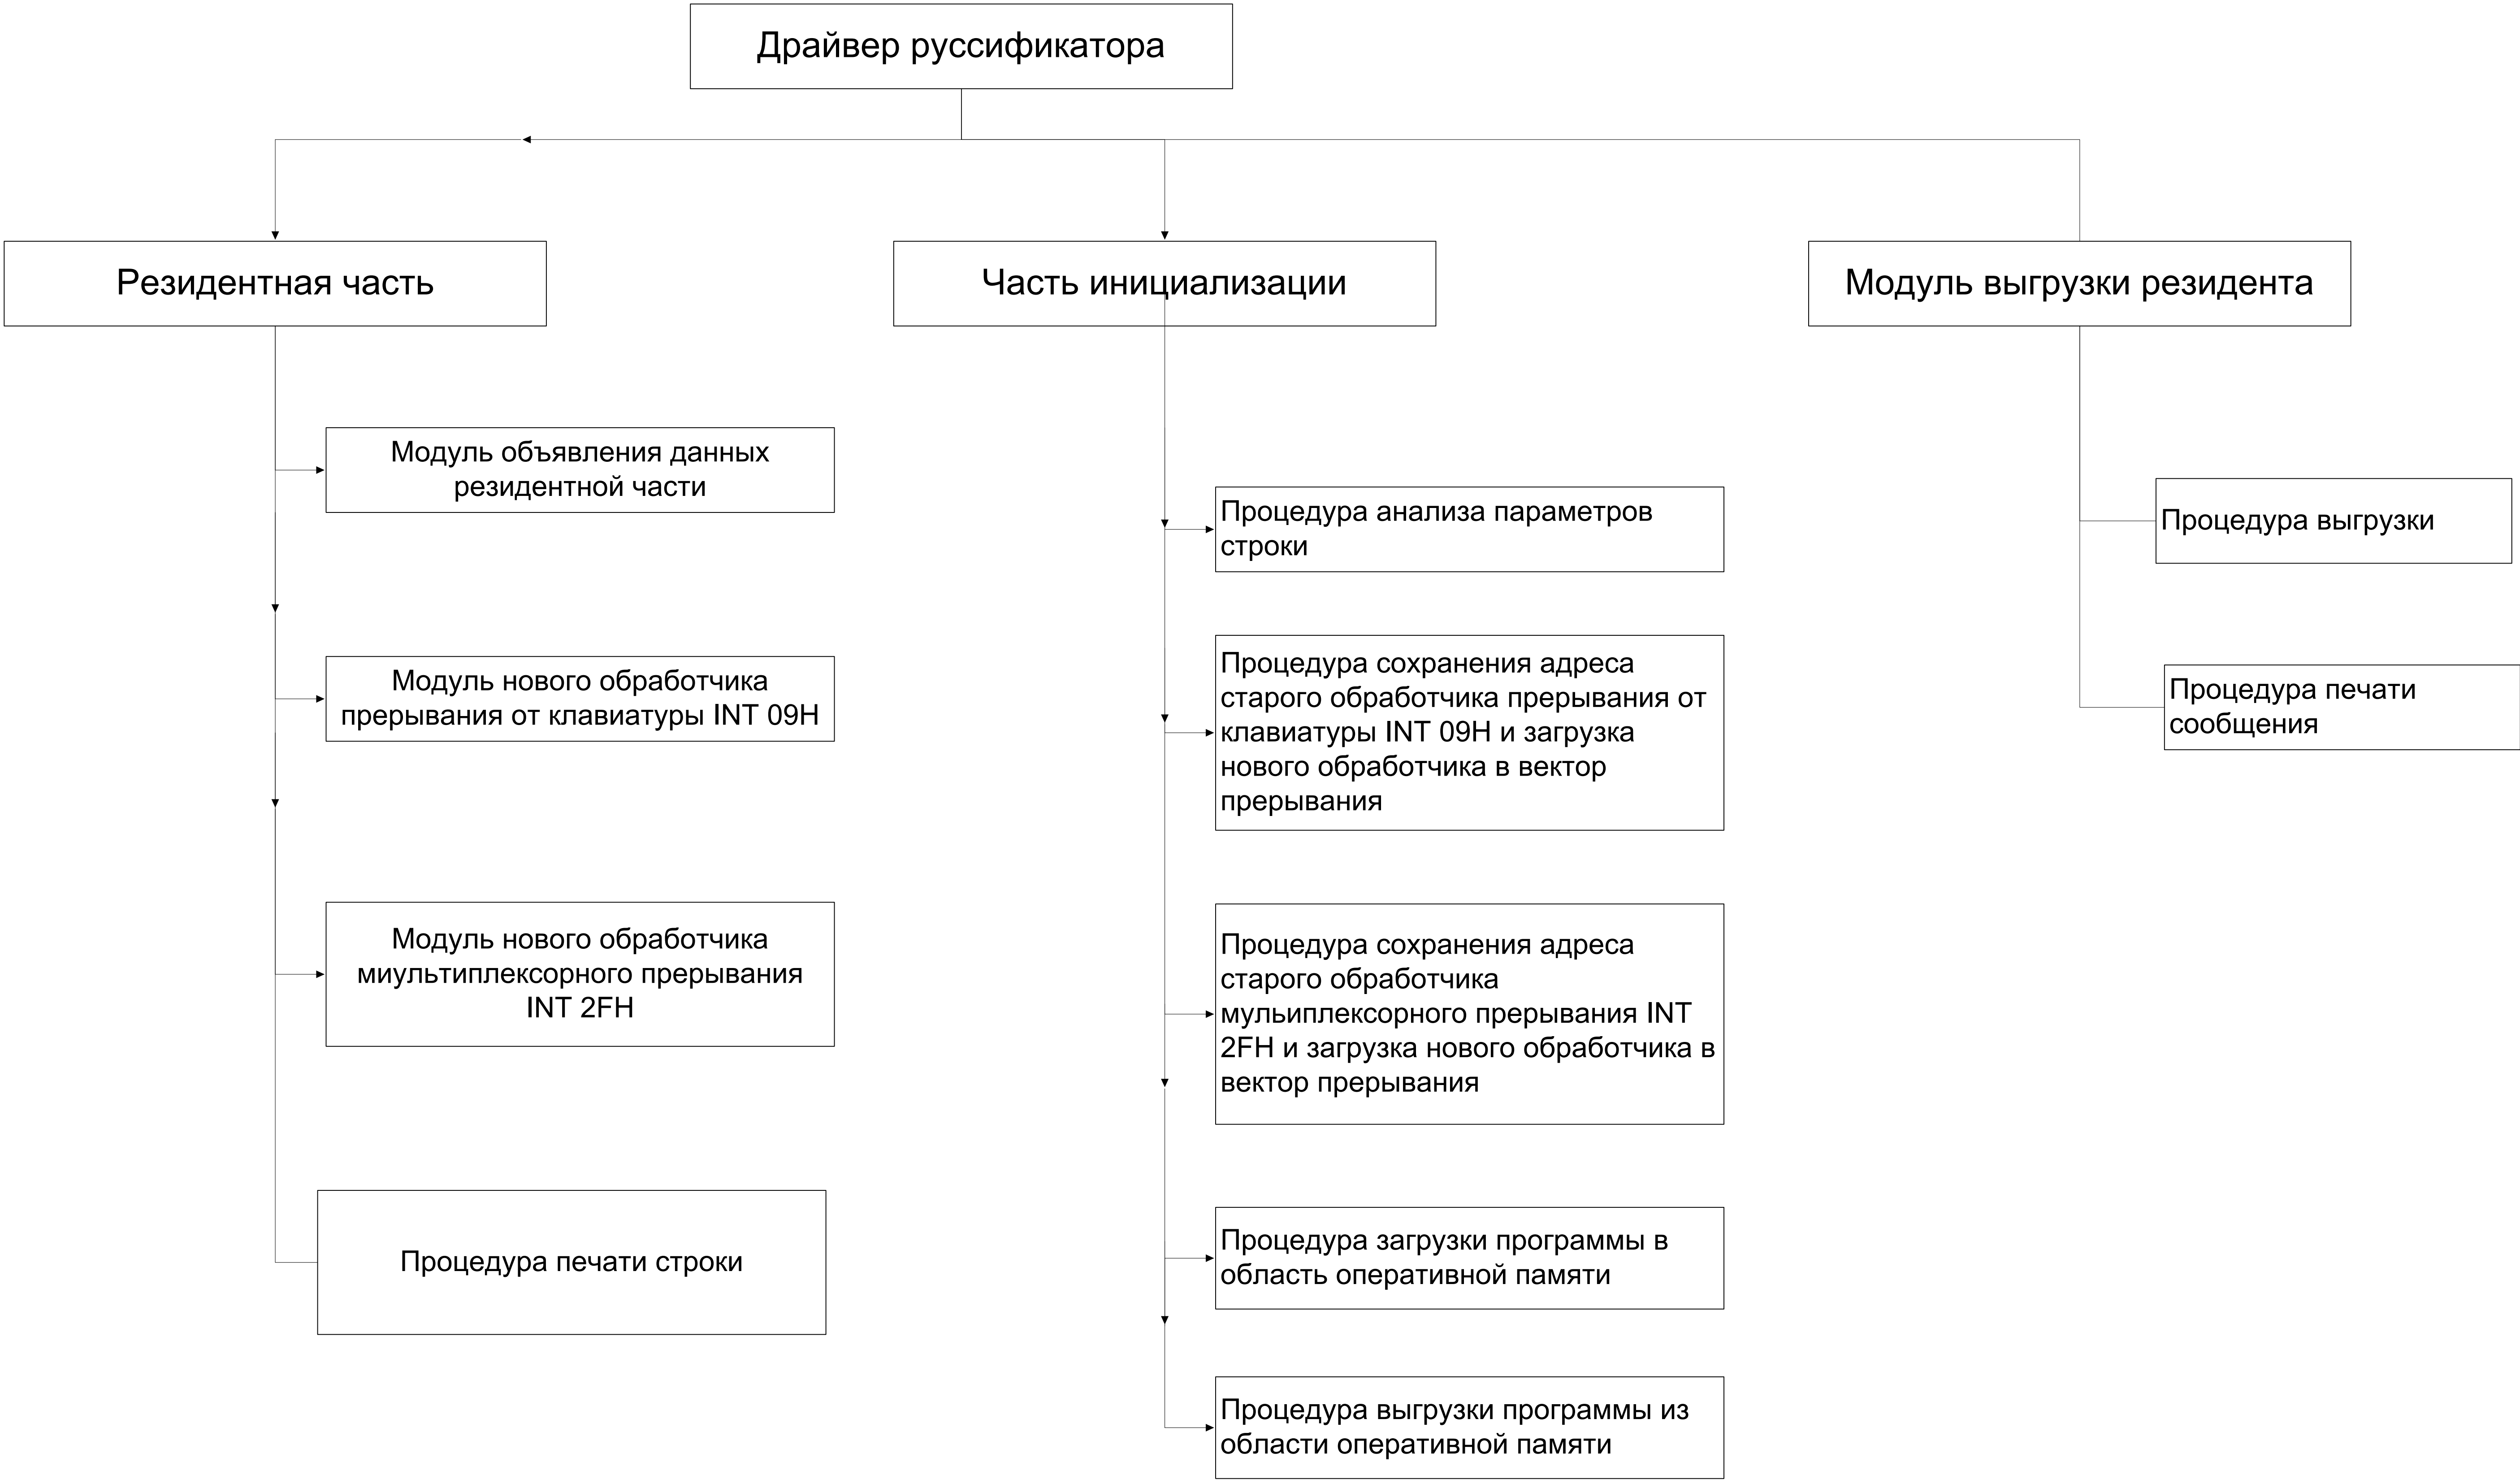 Драйвер руссификатора
Резидентная часть
Часть инициализации
Модуль выгрузки резидента
Модуль объявления данных
резидентной части
Модуль нового обработчика
прерывания от клавиатуры INT 09H
Модуль нового обработчика
миультиплексорного прерывания
INT 2FH
Процедура печати строки
Процедура анализа параметров
строки
Процедура сохранения адреса
старого обработчика прерывания от
клавиатуры INT 09H и загрузка
нового обработчика в вектор
прерывания
Процедура сохранения адреса
старого обработчика
мульиплексорного прерывания INT
2FH и загрузка нового обработчика в
вектор прерывания
Процедура загрузки программы в
область оперативной памяти
Процедура выгрузки программы из
области оперативной памяти
Процедура выгрузки
Процедура печати
сообщения